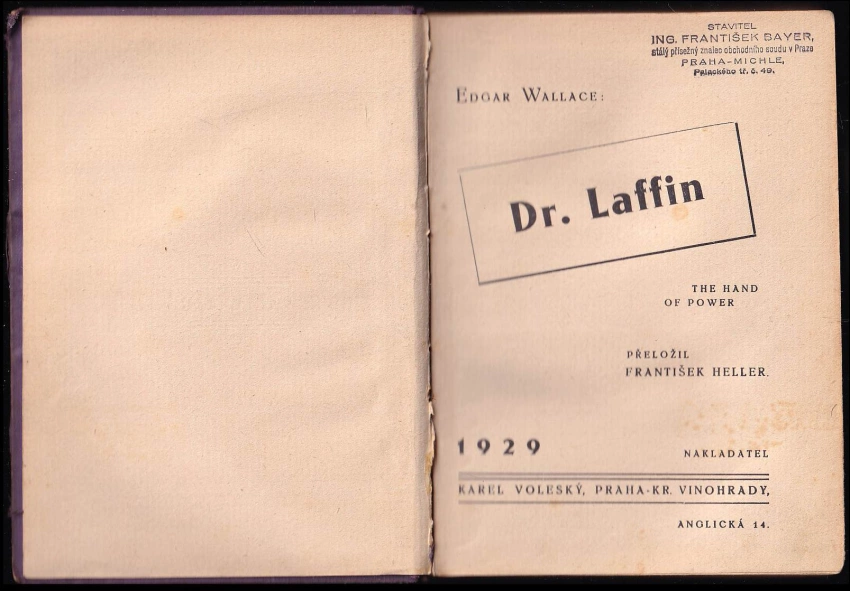 STAVITEL
ING. FRANTIŠEK BAYER,
stálý přísežný znalec obchodního soudu v Praze
PRAHA-MICHLE,
Palackého tř. č. 49.
EDGAR WALLACE:
Dr. Laffin
THE HAND
OF POWER
PŘELOŽIL
FRANTIŠEK HELLER.
1929
NAKLADATEL
KAREL VOLESKÝ, PRAHA-KR. VINOHRADY,
ANGLICKÁ 14.